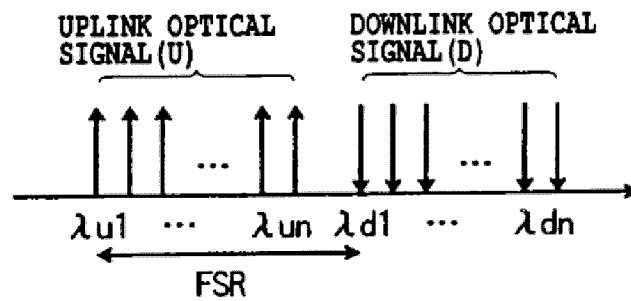 UPLINK OPTICAL
SIGNAL(U)
DOWNLINK OPTICAL
SIGNAL(D)
... ...
λu1 ... λun λd1 ... λdn
FSR